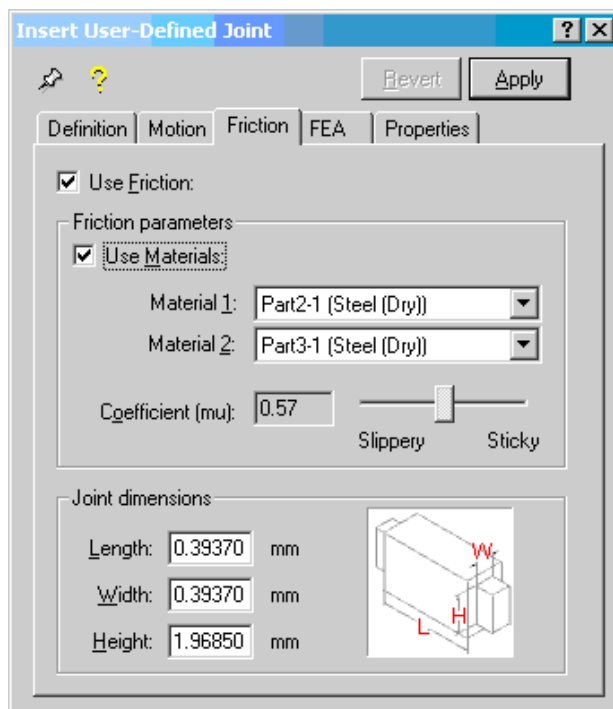 Insert User-Defined Joint ? X
? Revert Apply
Definition Motion Friction FEA Properties
Use Friction:
Friction parameters
Use Materials:
Material 1: Part2-1 (Steel (Dry))
Material 2: Part3-1 (Steel (Dry))
Coefficient (mu): 0.57
Slippery Sticky
Joint dimensions
Length: 0.39370 mm
Width: 0.39370 mm
Height: 1.96850 mm
W
H
L